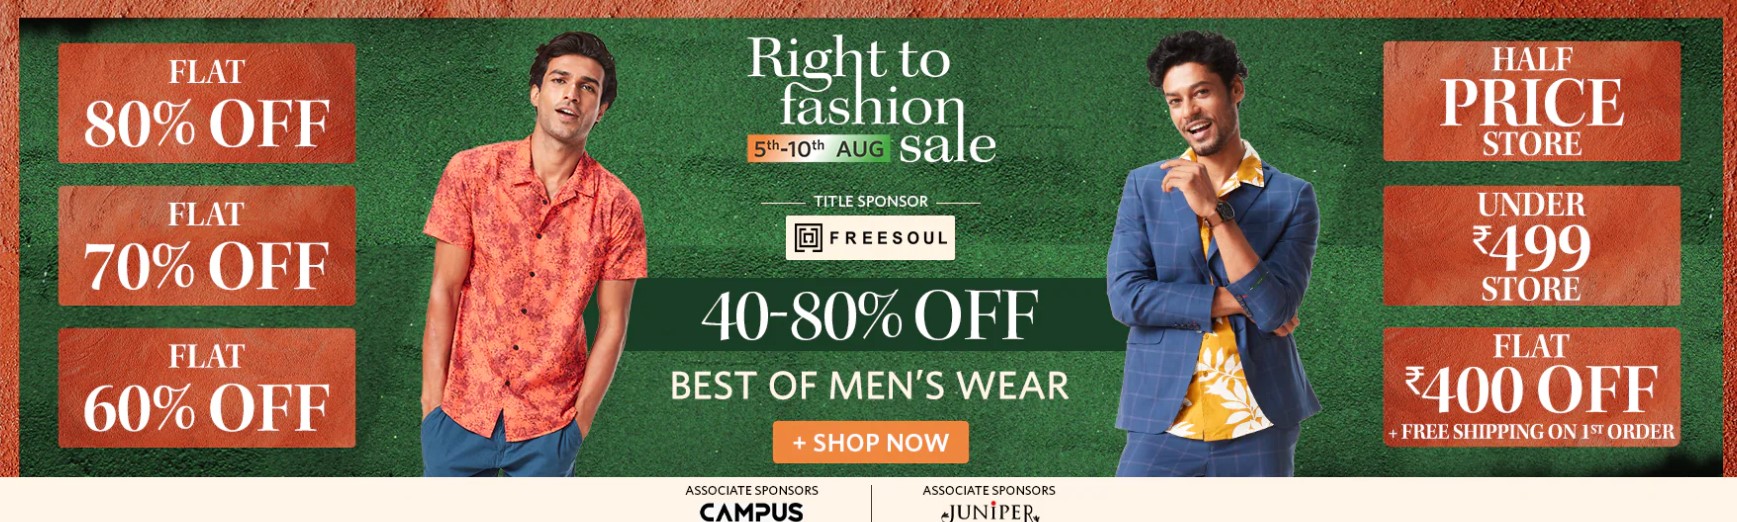 FLAT
80% OFF
FLAT
70% OFF
FLAT
60% OFF
Right to
fashion
sale
5th-10th AUG
TITLE SPONSOR
FREESOUL
40-80% OFF
BEST OF MEN'S WEAR
+ SHOP NOW
HALF
PRICE
STORE
UNDER
₹499
STORE
FLAT
₹400 OFF
+ FREE SHIPPING ON 1ST ORDER
ASSOCIATE SPONSORS
CAMPUS
ASSOCIATE SPONSORS
JUNIPER